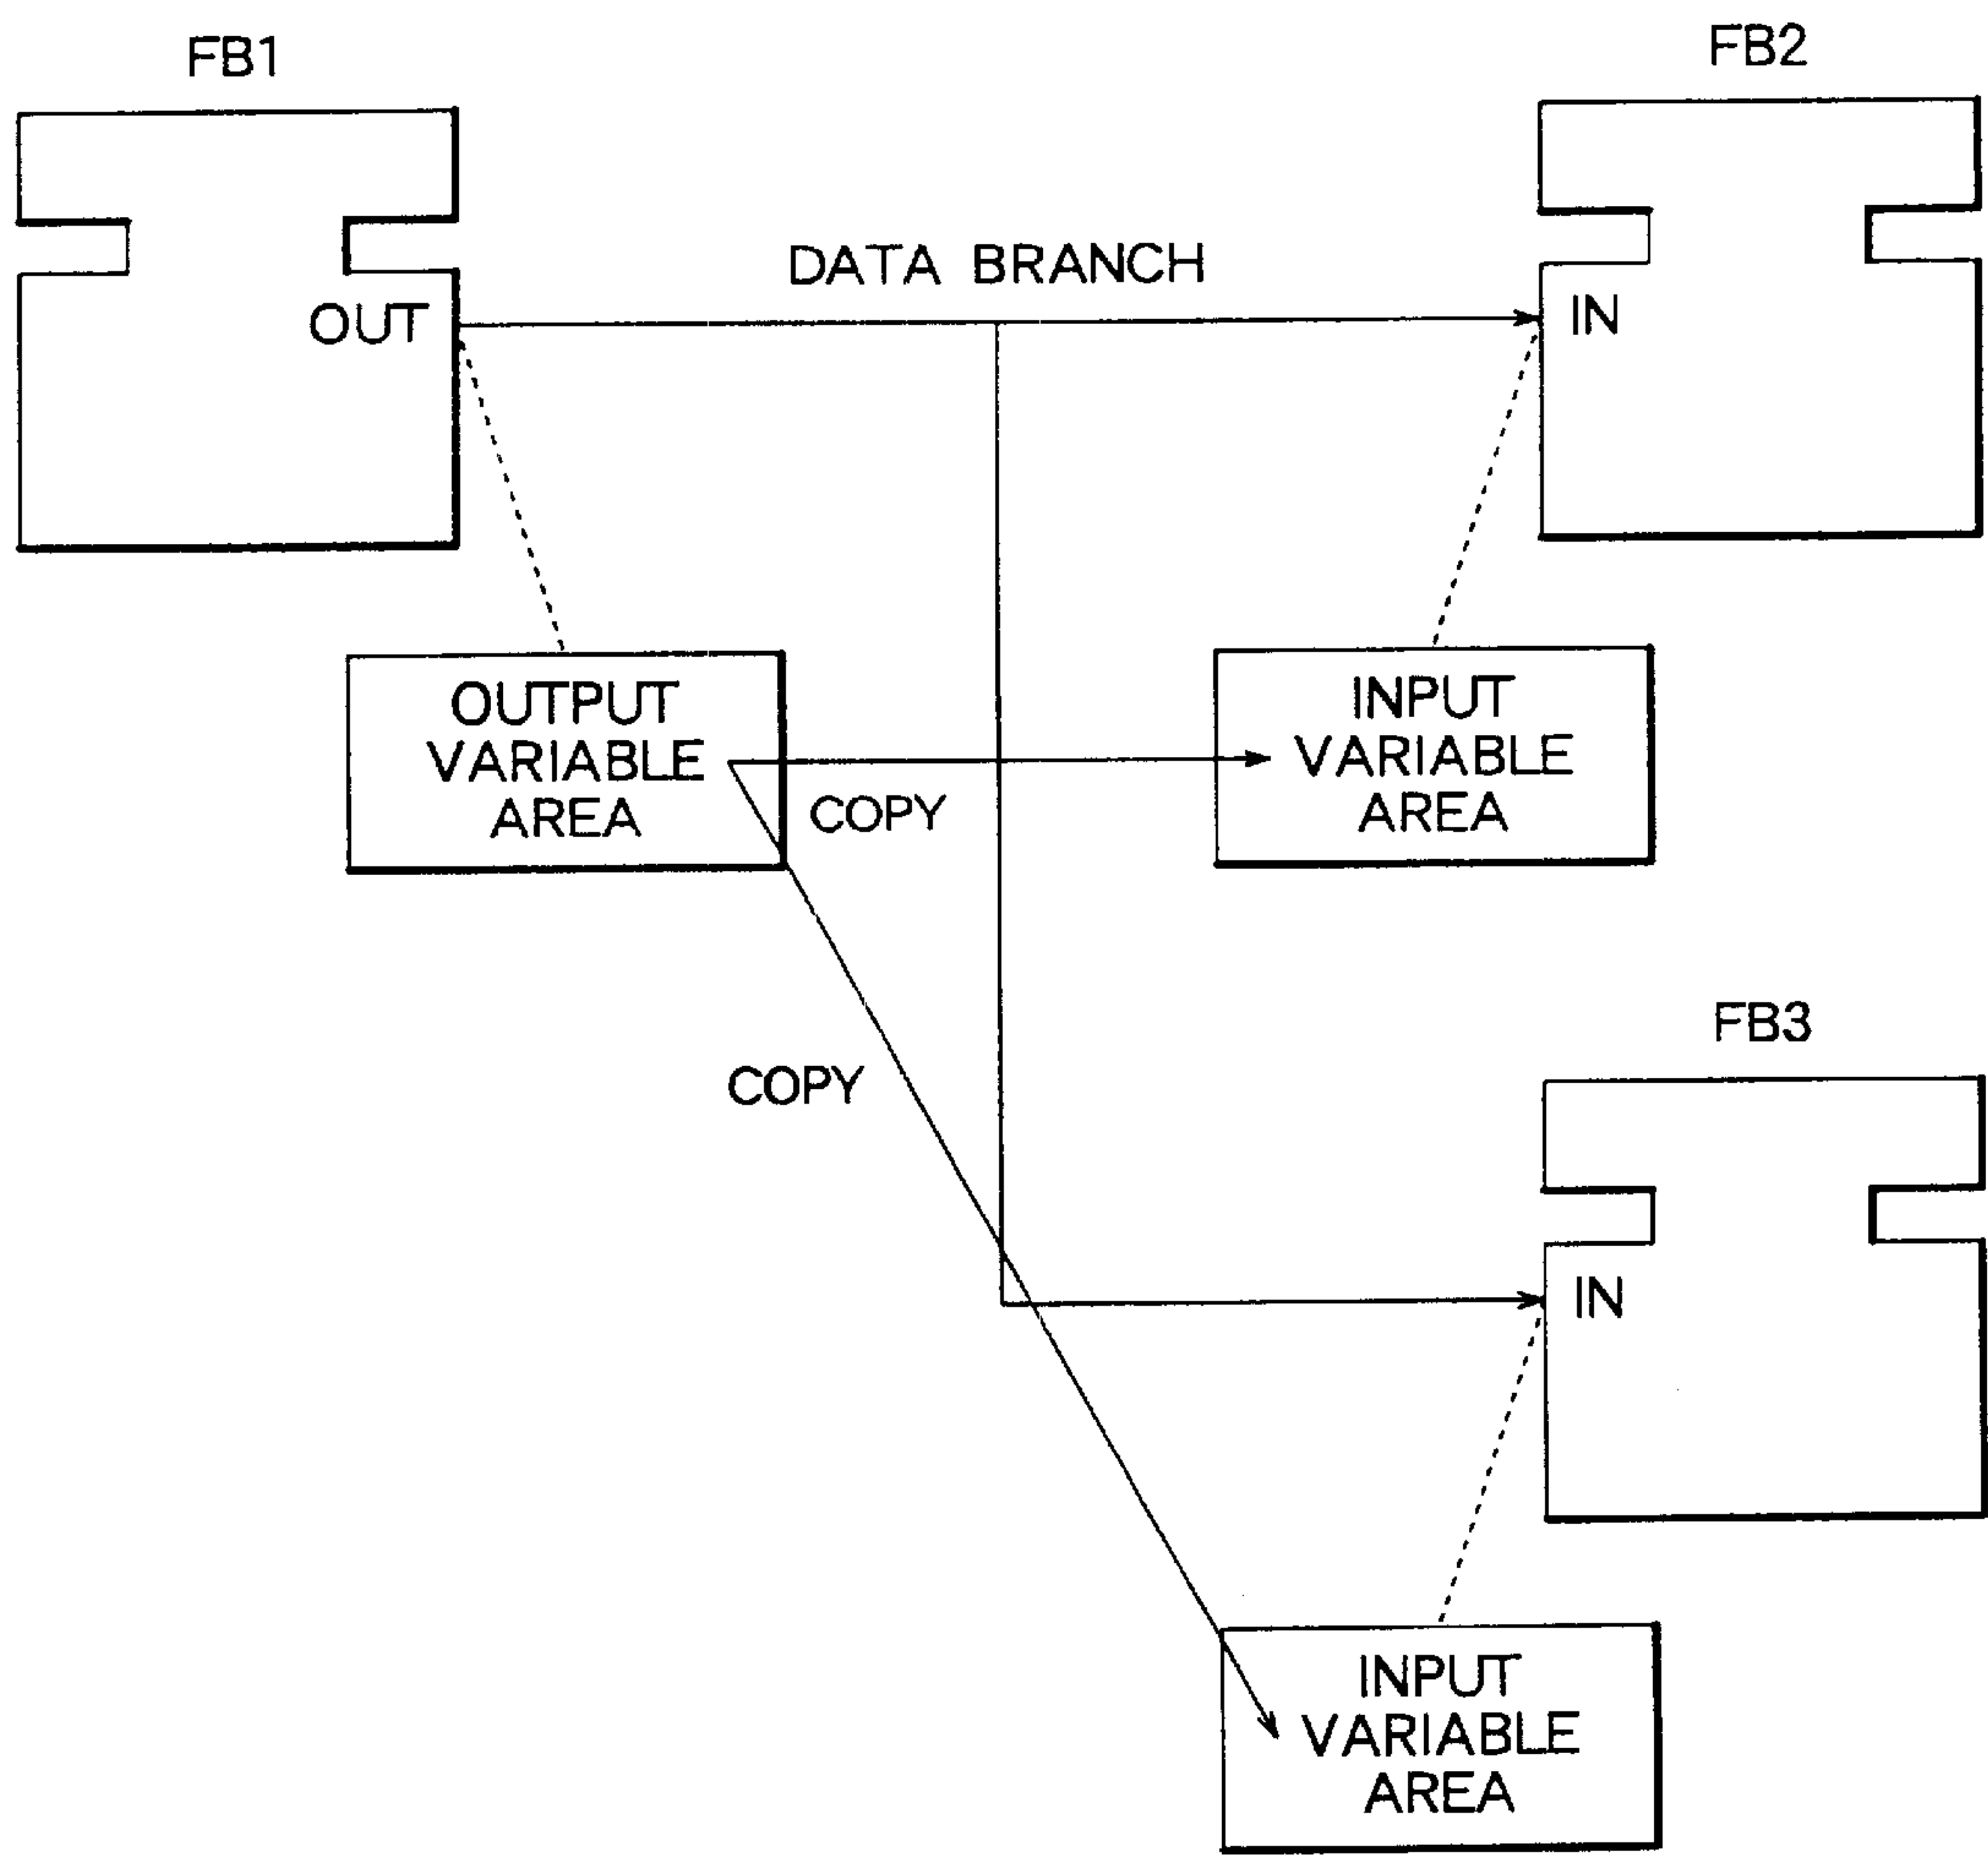 FB1
FB2
DATA BRANCH
OUT
IN
OUTPUT
VARIABLE
AREA
INPUT
VARIABLE
AREA
COPY
FB3
COPY
IN
INPUT
VARIABLE
AREA